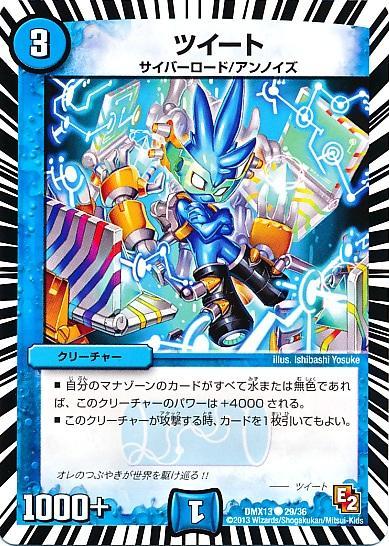 3
ツイート
サイバーロード/アンノイズ
illus. Ishibashi Yosuke
クリーチャー
■ 自分のマナゾーンのカードがすべて水または無色であれ
ば、このクリーチャーのパワーは+4000 される。
■ このクリーチャーが攻撃する時、カードを1枚引いてもよい。
オレのつぶやきが世界を駆け巡る!!
—— ツイート
1000+
1
DMX13 ● 29/36
©2013 Wizards/Shogakukan/Mitsui-Kids
E2